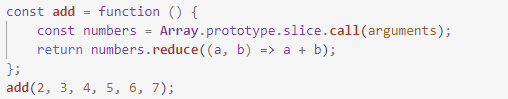 const add = function () {
    const numbers = Array.prototype.slice.call(arguments);
    return numbers.reduce((a, b) => a + b);
};
add(2, 3, 4, 5, 6, 7);